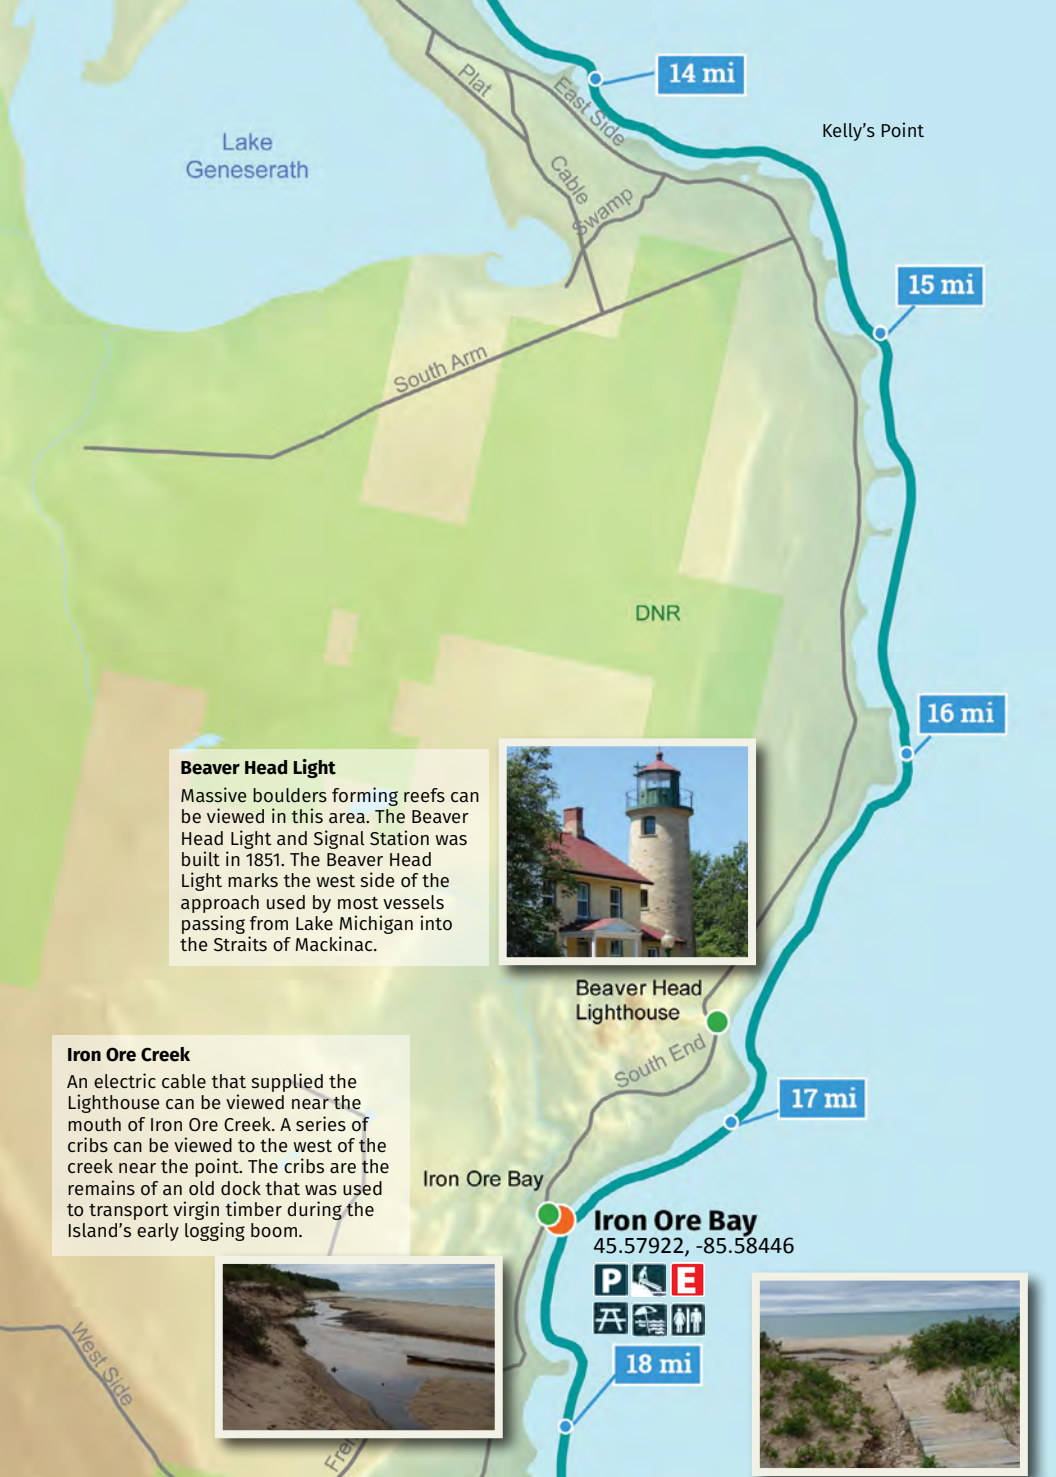 14 mi
Plat
East Side
Kelly's Point
Lake
Geneserath
Cable
Swamp
15 mi
South Arm
DNR
16 mi
Beaver Head Light
Massive boulders forming reefs can
be viewed in this area. The Beaver
Head Light and Signal Station was
built in 1851. The Beaver Head
Light marks the west side of the
approach used by most vessels
passing from Lake Michigan into
the Straits of Mackinac.
Beaver Head
Lighthouse
South End
Iron Ore Creek
An electric cable that supplied the
Lighthouse can be viewed near the
mouth of Iron Ore Creek. A series of
cribs can be viewed to the west of the
creek near the point. The cribs are the
remains of an old dock that was used
to transport virgin timber during the
Island's early logging boom.
17 mi
Iron Ore Bay
Iron Ore Bay
45.57922, -85.58446
P
E
18 mi
West Side